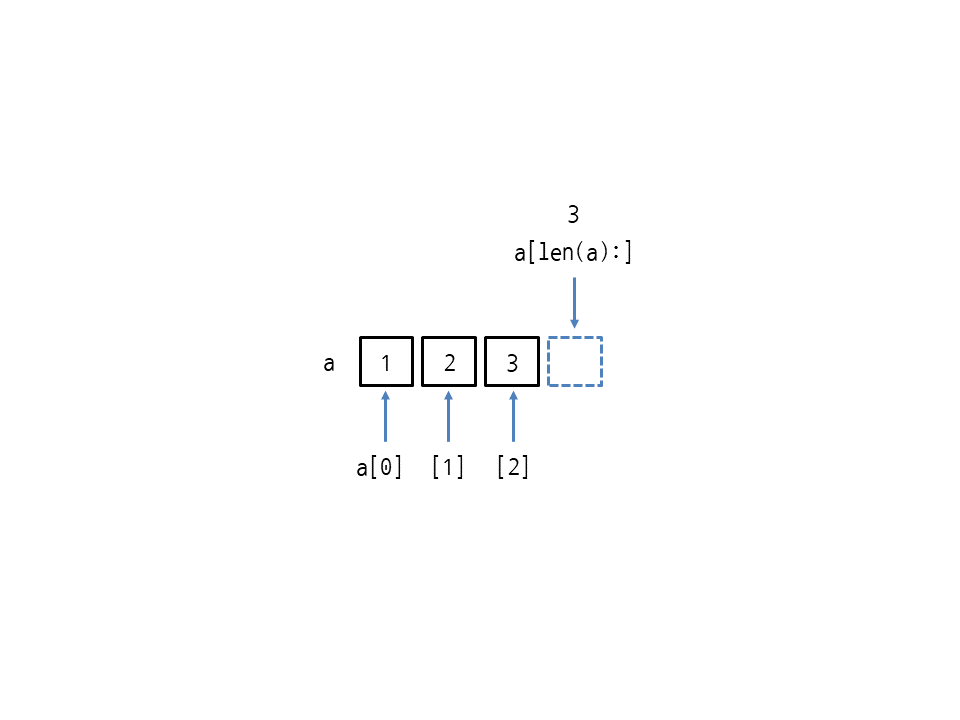 3
a[len(a):]
a 1 2 3
a[0] [1] [2]